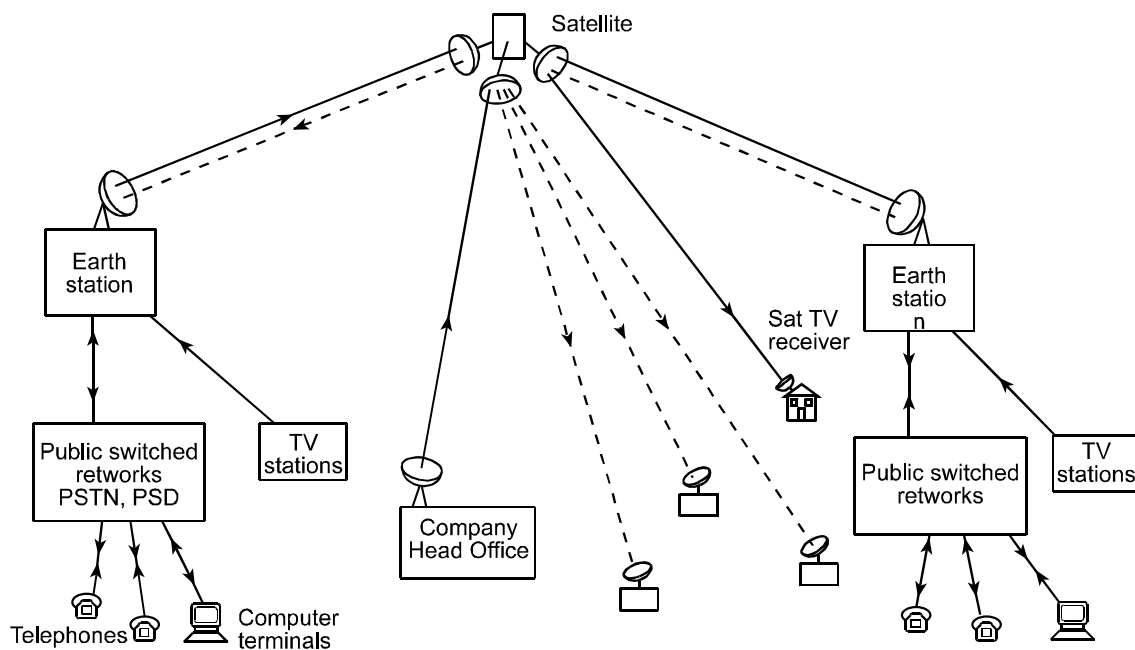 Satellite
Earth
station
Earth
statio
n
Sat TV
receiver
Public switched
retworks
PSTN, PSD
TV
stations
Company
Head Office
Public switched
retworks
TV
stations
Telephones
Computer
terminals